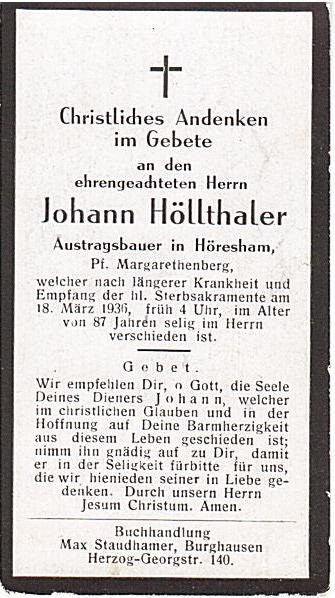 Christliches Andenken
im Gebete
an den
ehrengeachteten Herrn
Johann Höllthaler
Austragsbauer in Höresham,
Pf. Margarethenberg,
welcher nach längerer Krankheit und
Empfang der hl. Sterbsakramente am
18. März 1936, früh 4 Uhr, im Alter
von 87 Jahren selig im Herrn
verschieden ist.
Gebet.
Wir empfehlen Dir, o Gott, die Seele
Deines Dieners Johann, welcher
im christlichen Glauben und in der
Hoffnung auf Deine Barmherzigkeit
aus diesem Leben geschieden ist;
nimm ihn gnädig auf zu Dir, damit
er in der Seligkeit fürbitte für uns,
die wir hienieden seiner in Liebe ge-
denken. Durch unsern Herrn
Jesum Christum. Amen.
Buchhandlung
Max Staudhamer, Burghausen
Herzog-Georgstr. 140.